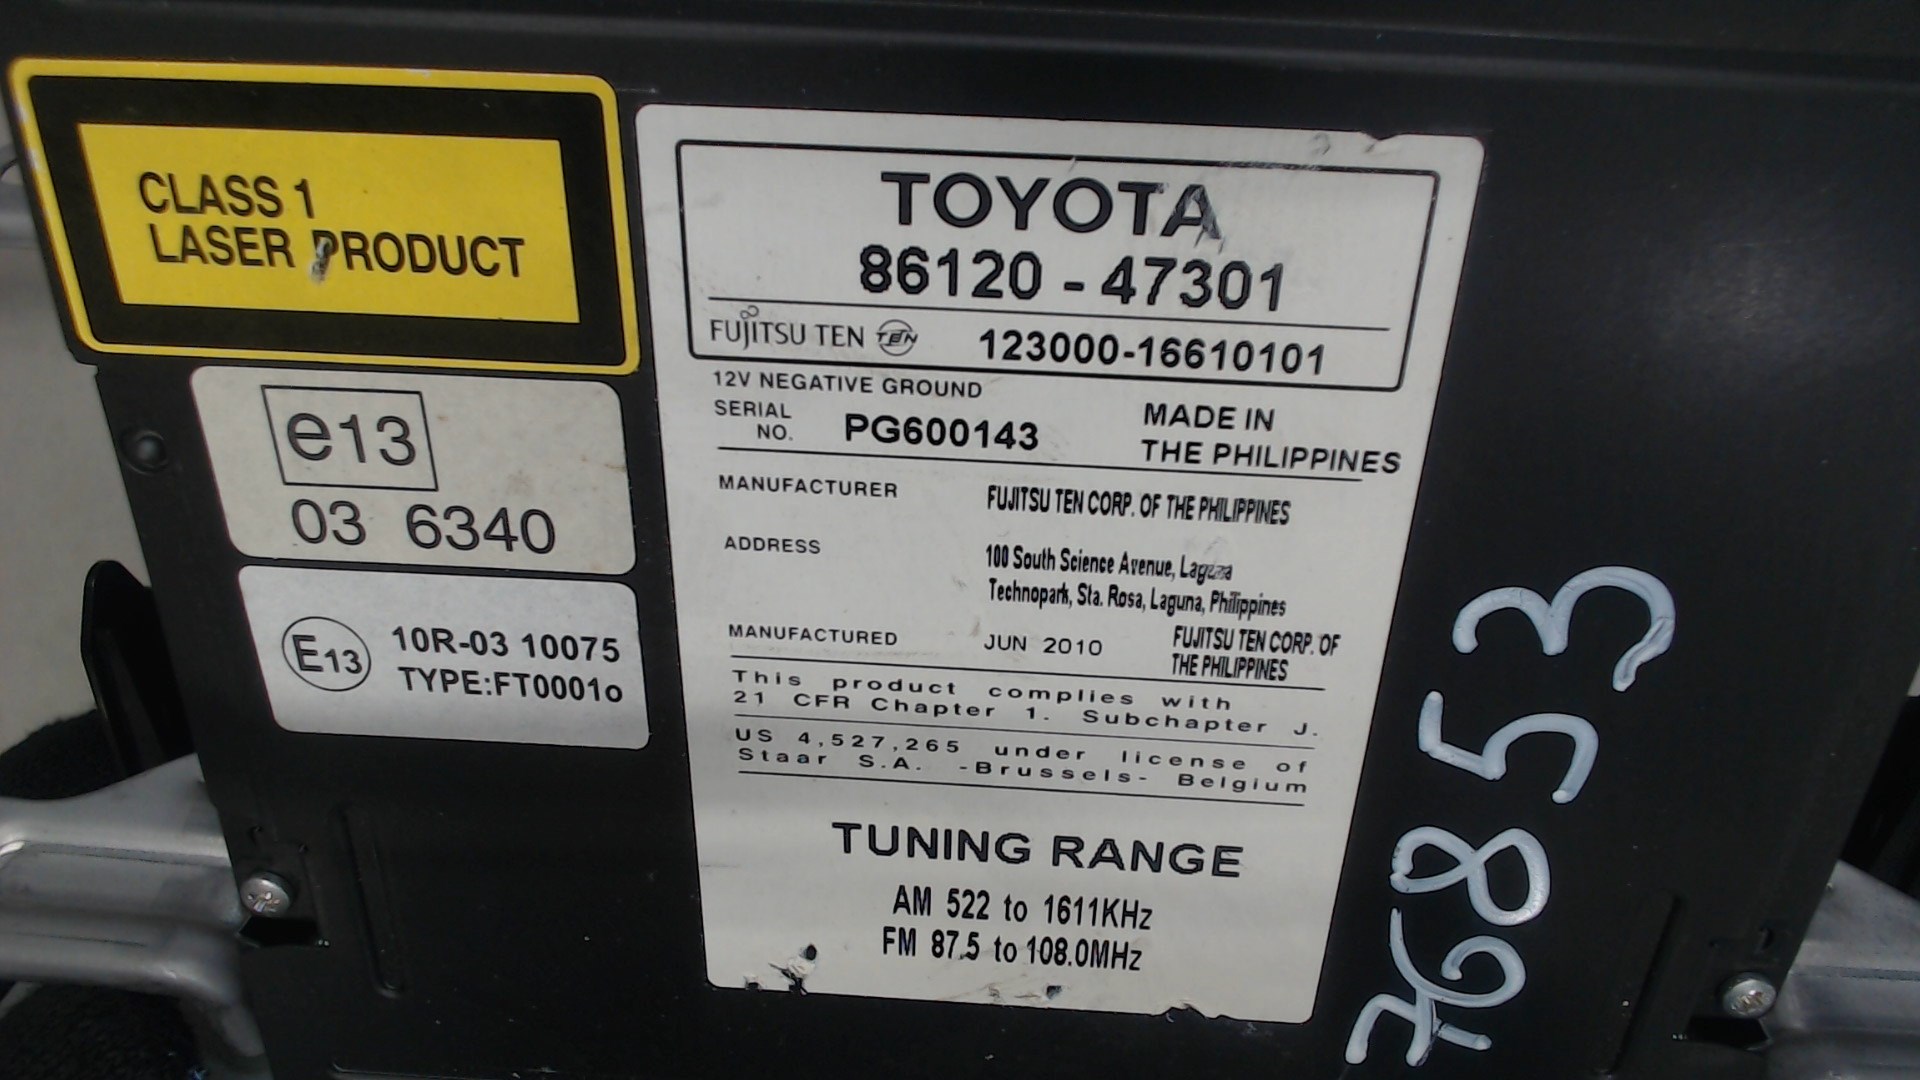 CLASS 1
LASER PRODUCT
e13
03 6340
E13
10R-03 10075
TYPE:FT0001o
TOYOTA
86120 - 47301
FUJITSU TEN TEN 123000-16610101
12V NEGATIVE GROUND
SERIAL NO. PG600143
MADE IN
THE PHILIPPINES
MANUFACTURER FUJITSU TEN CORP. OF THE PHILIPPINES
ADDRESS 100 South Science Avenue, Laguna
Technopark, Sta. Rosa, Laguna, Philippines
MANUFACTURED JUN 2010 FUJITSU TEN CORP. OF
THE PHILIPPINES
This product complies with
21 CFR Chapter 1. Subchapter J.
US 4,527,265 under license of
Staar S.A. -Brussels- Belgium
TUNING RANGE
AM 522 to 1611KHz
FM 87.5 to 108.0MHz
76853